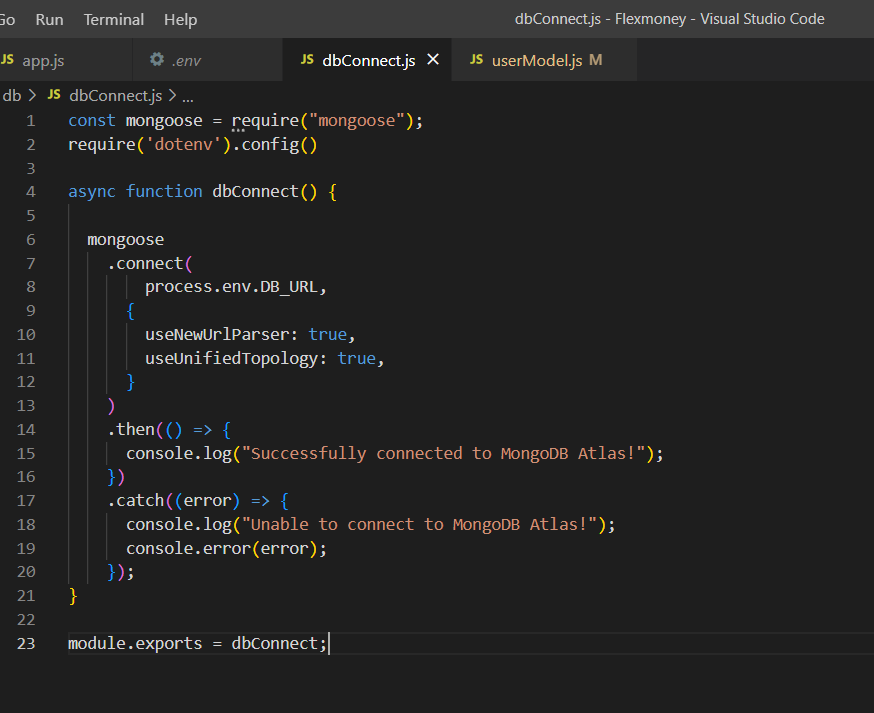 Go Run Terminal Help dbConnect.js - Flexmoney - Visual Studio Code
JS app.js .env JS dbConnect.js JS userModel.js M
db > JS dbConnect.js > ...
1 const mongoose = require("mongoose");
2 require('dotenv').config()
3
4 async function dbConnect() {
5
6 mongoose
7 .connect(
8 process.env.DB_URL,
9 {
10 useNewUrlParser: true,
11 useUnifiedTopology: true,
12 }
13 )
14 .then(() => {
15 console.log("Successfully connected to MongoDB Atlas!");
16 })
17 .catch((error) => {
18 console.log("Unable to connect to MongoDB Atlas!");
19 console.error(error);
20 });
21 }
22
23 module.exports = dbConnect;